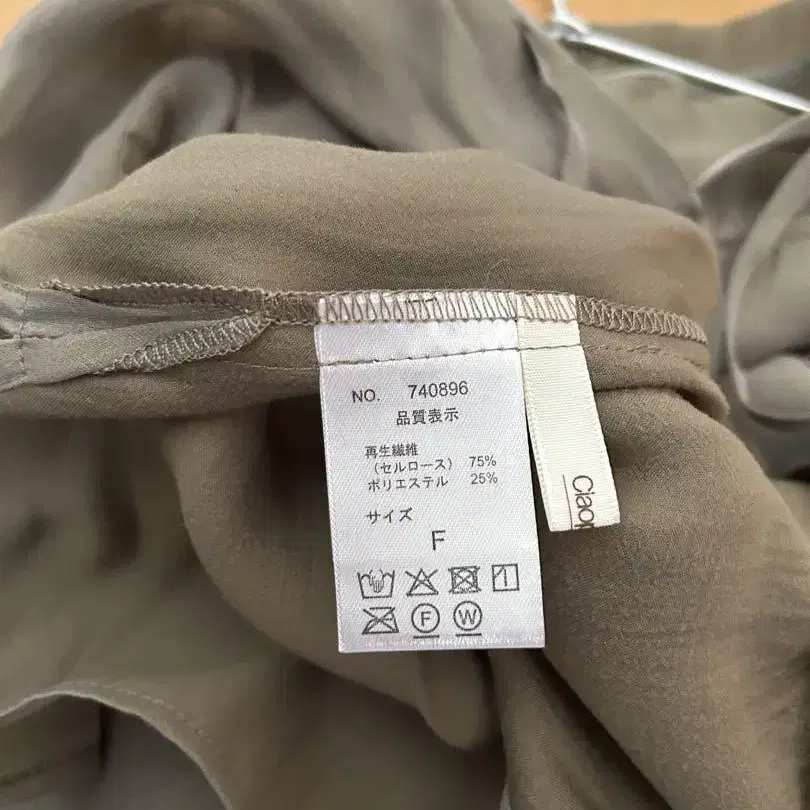 NO. 740896
品質表示
再生繊維
（セルロース） 75%
ポリエステル 25%
サイズ
F
F W